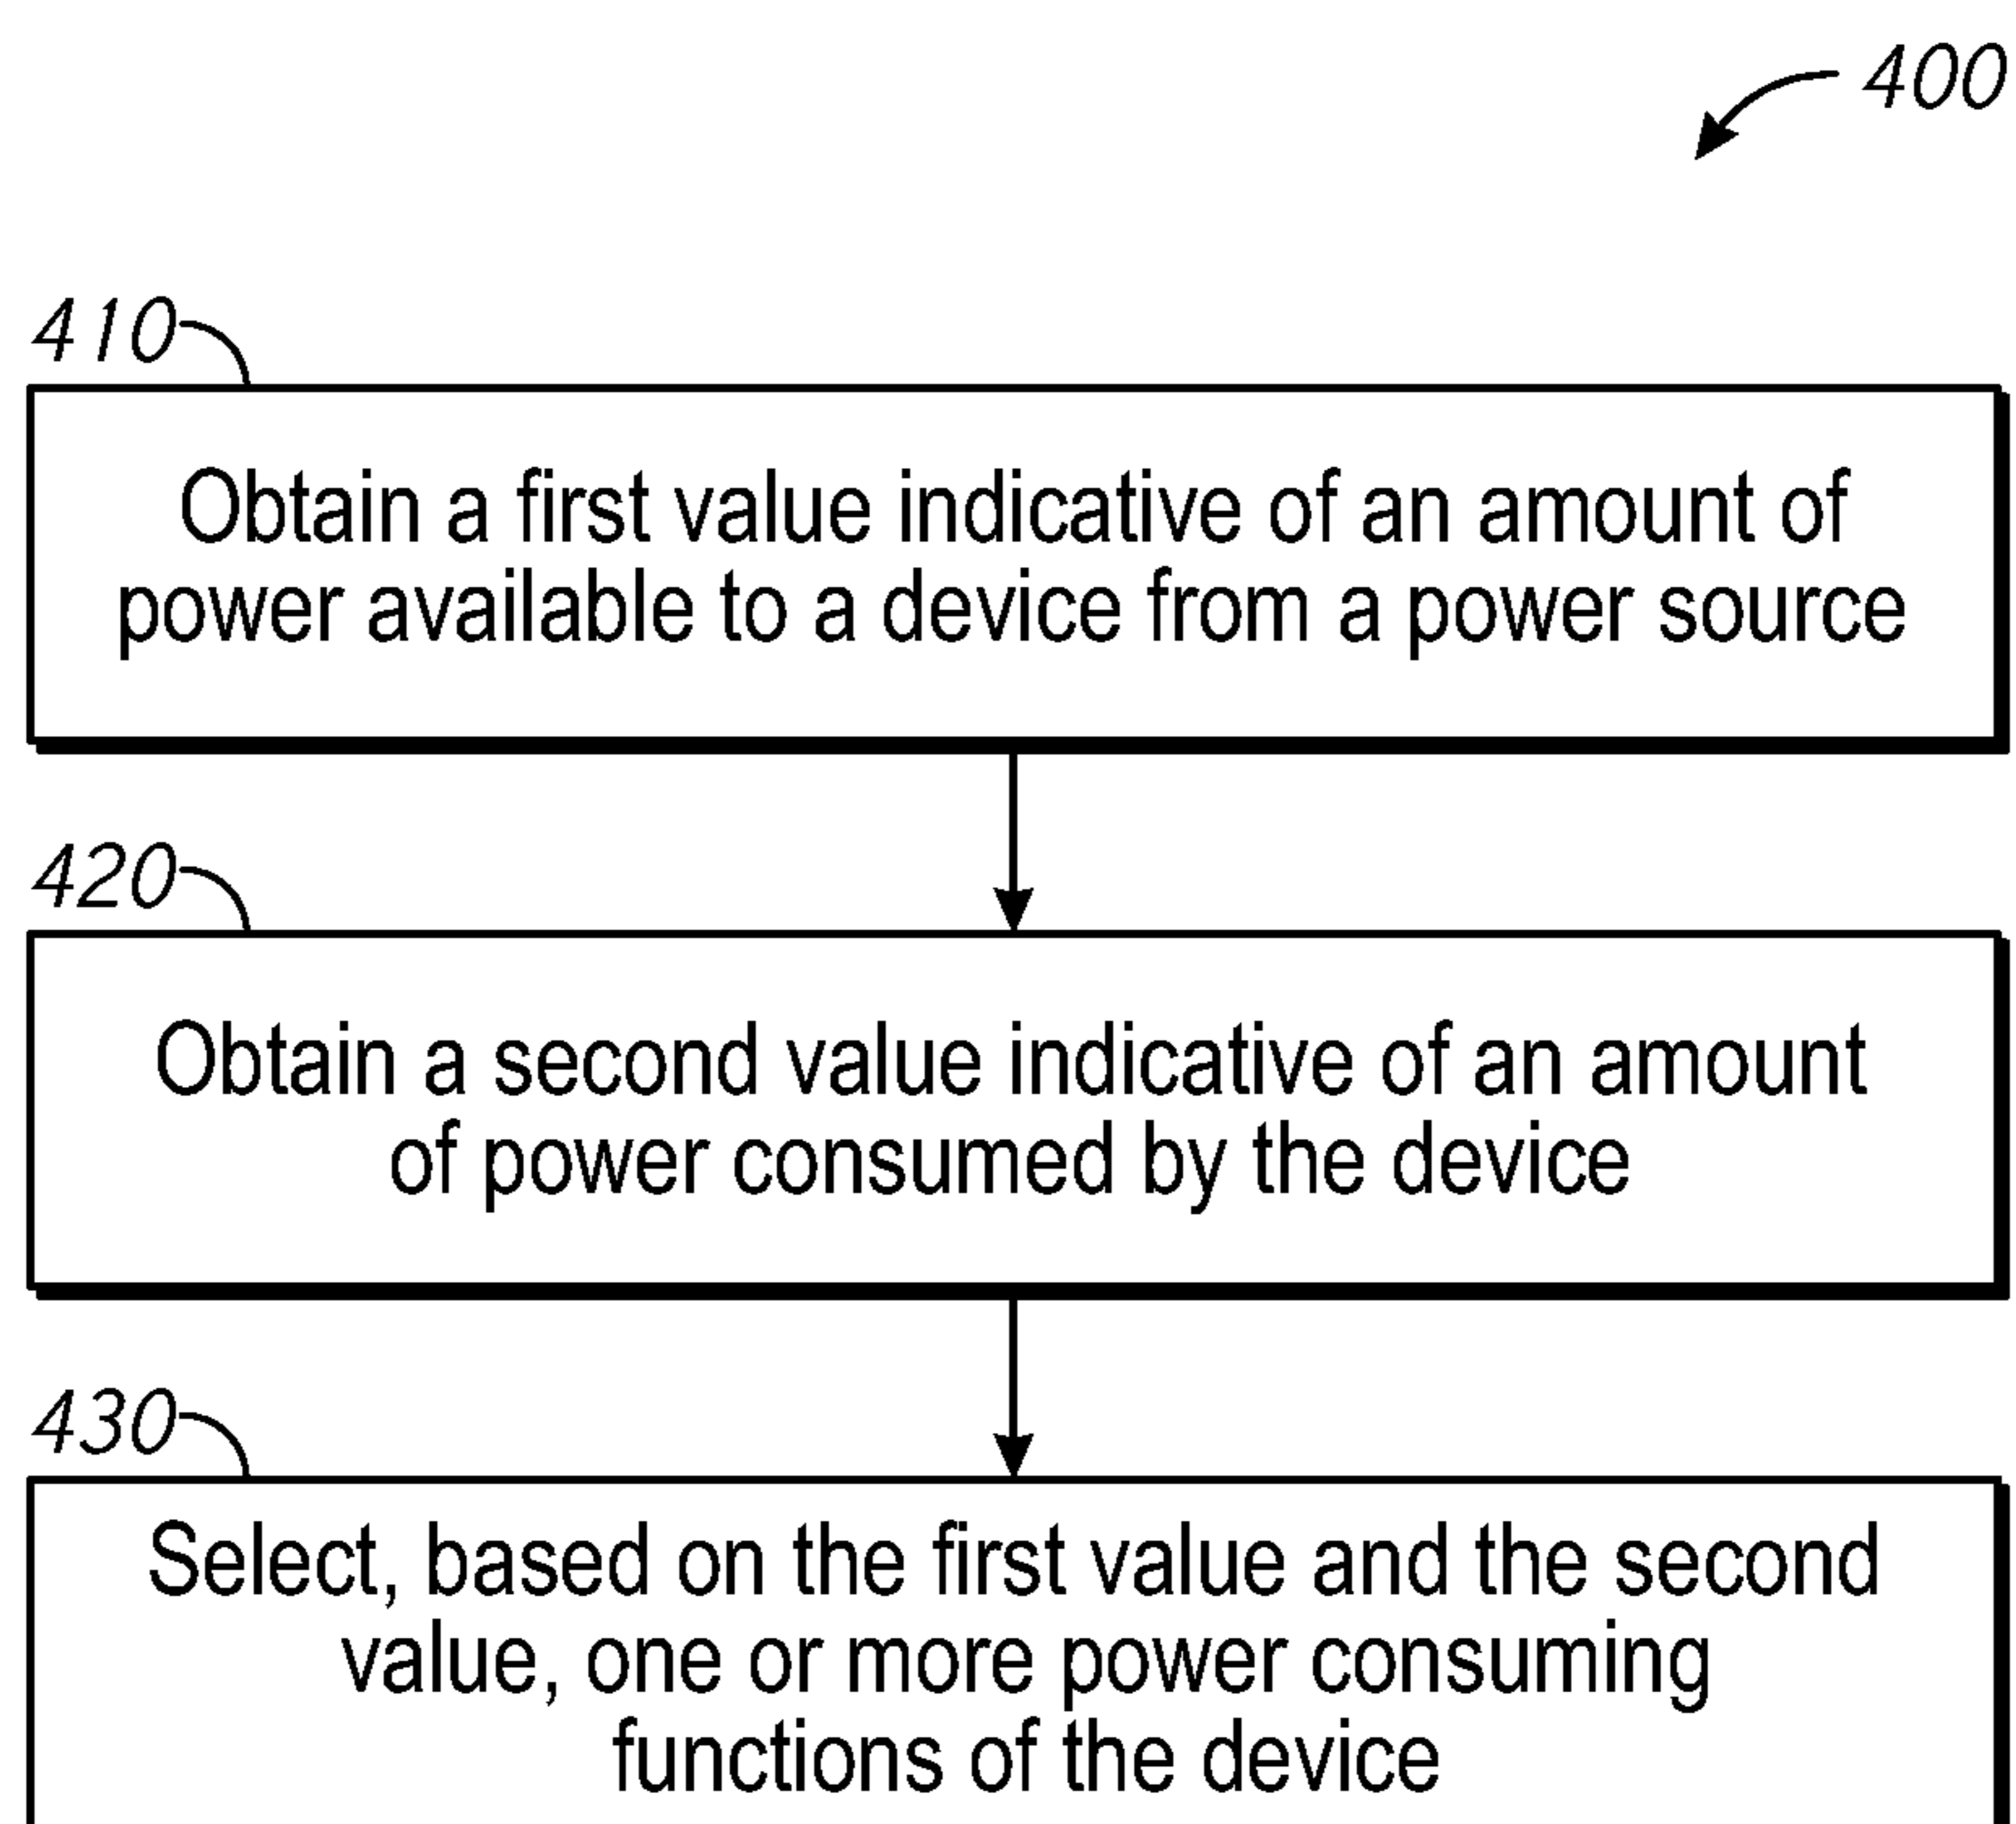 400
410
Obtain a first value indicative of an amount of
power available to a device from a power source
420
Obtain a second value indicative of an amount
of power consumed by the device
430
Select, based on the first value and the second
value, one or more power consuming
functions of the device